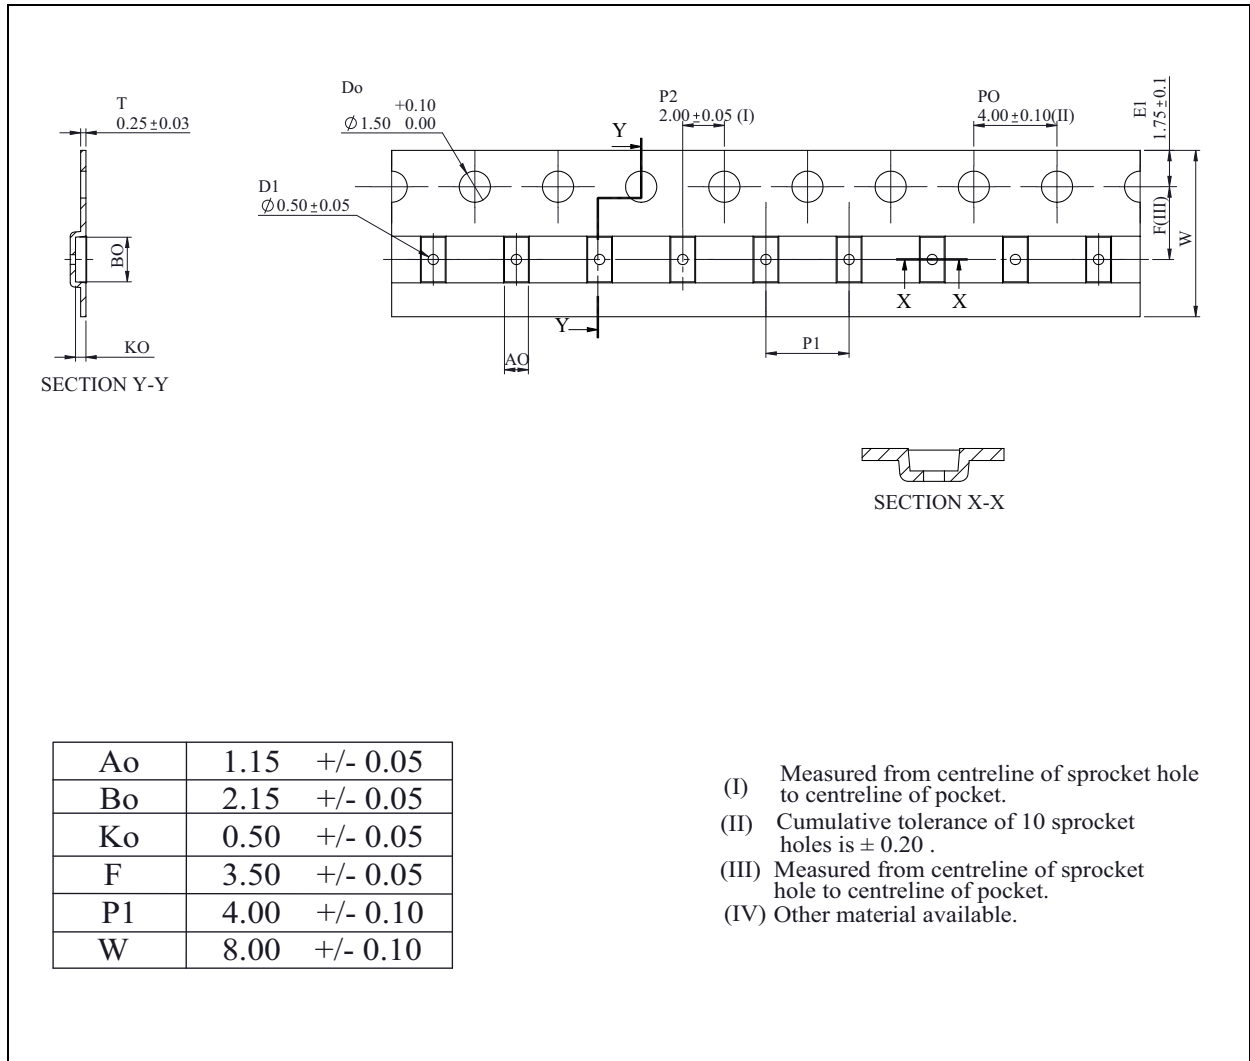 T
0.25±0.03
Do
+0.10
Ø1.50 0.00
P2
2.00±0.05 (I)
PO
4.00±0.10(II)
E1
1.75±0.1
Y
D1
Ø0.50±0.05
BO
F(III)
W
X X
Y
KO
AO
P1
SECTION Y-Y
SECTION X-X
Ao 1.15 +/- 0.05
Bo 2.15 +/- 0.05
Ko 0.50 +/- 0.05
F 3.50 +/- 0.05
P1 4.00 +/- 0.10
W 8.00 +/- 0.10
(I) Measured from centreline of sprocket hole
to centreline of pocket.
(II) Cumulative tolerance of 10 sprocket
holes is ± 0.20 .
(III) Measured from centreline of sprocket
hole to centreline of pocket.
(IV) Other material available.